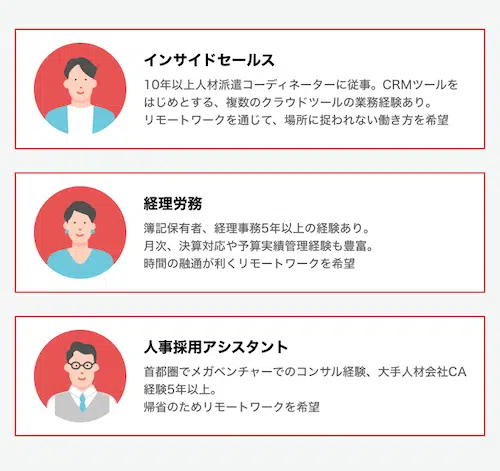 インサイドセールス
10年以上人材派遣コーディネーターに従事。CRMツールを
はじめとする、複数のクラウドツールの業務経験あり。
リモートワークを通じて、場所に捉われない働き方を希望
経理労務
簿記保有者、経理事務5年以上の経験あり。
月次、決算対応や予算実績管理経験も豊富。
時間の融通が利くリモートワークを希望
人事採用アシスタント
首都圏でメガベンチャーでのコンサル経験、大手人材会社CA
経験5年以上。
帰省のためリモートワークを希望